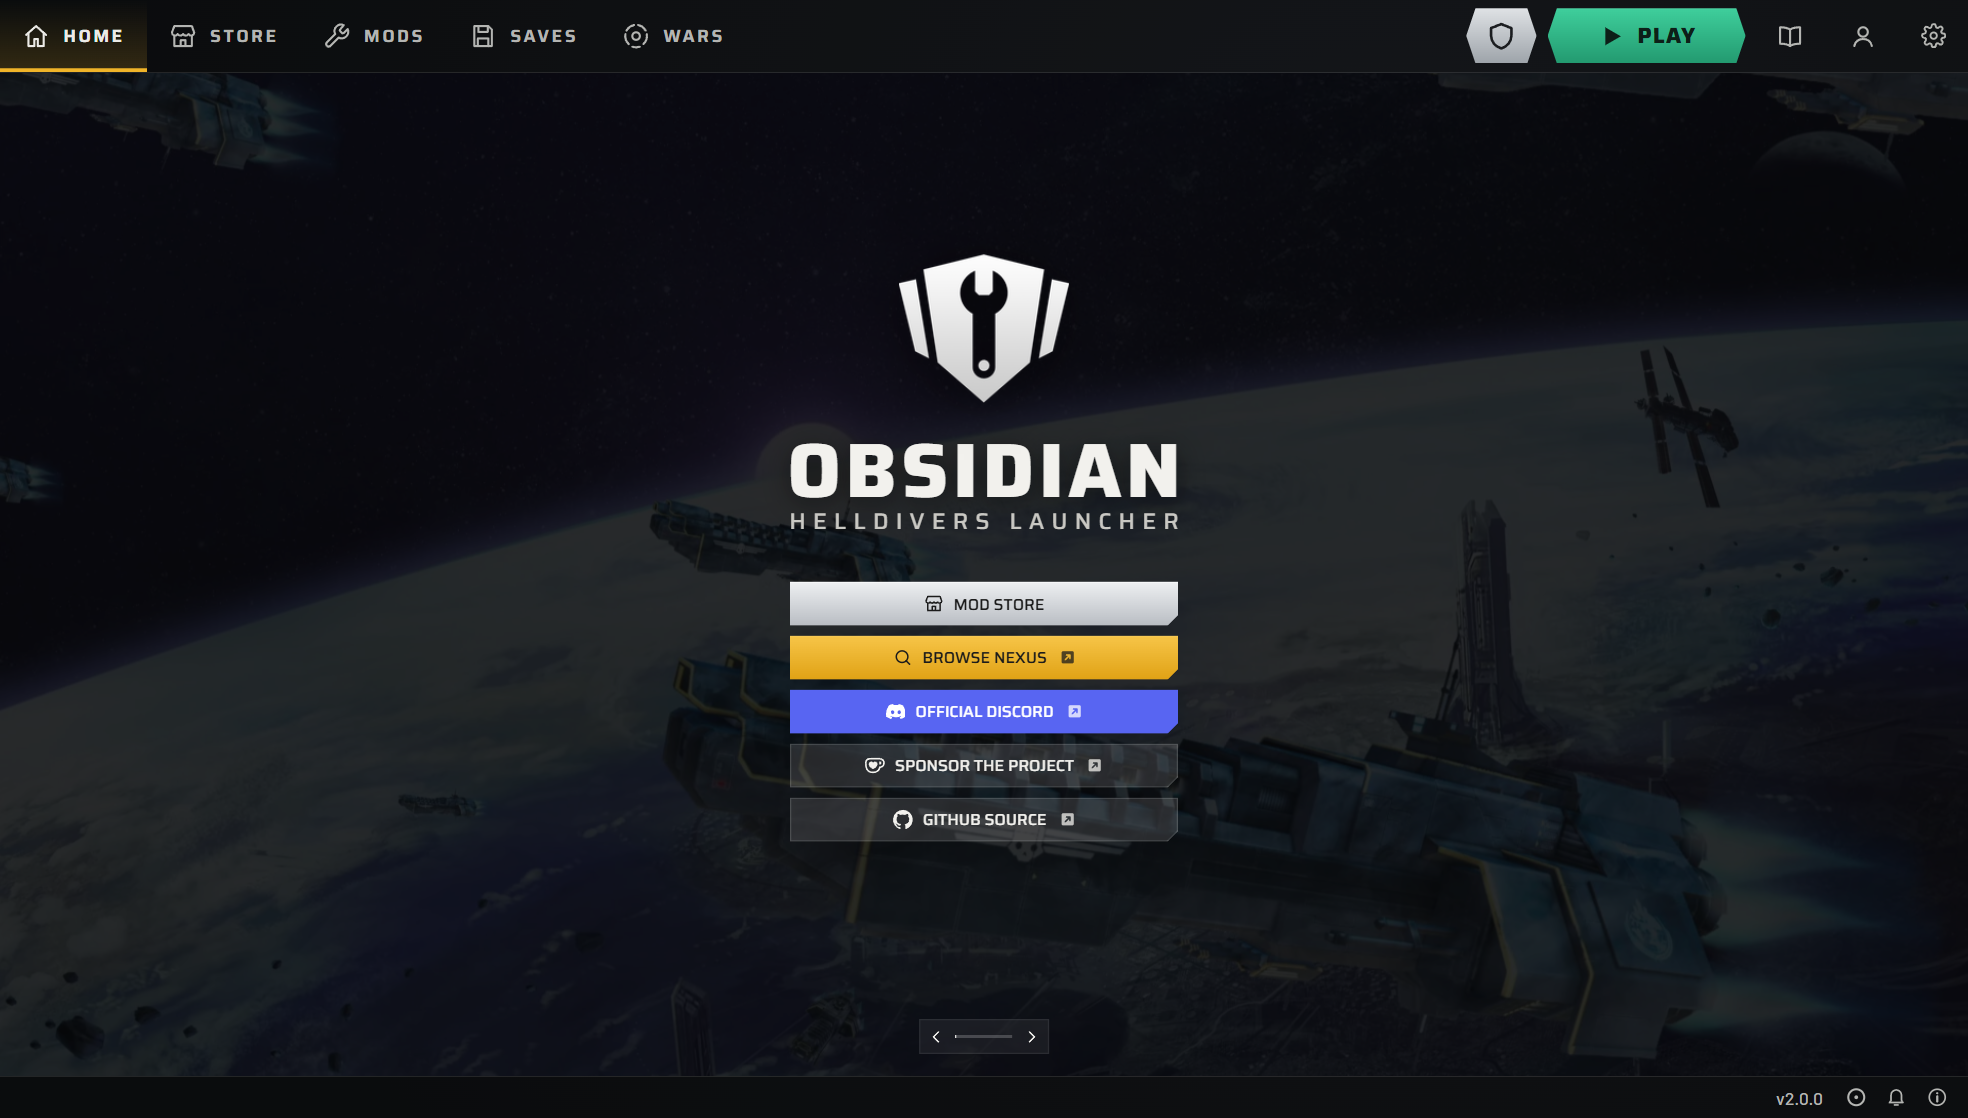 HOME
STORE
MODS
SAVES
WARS
PLAY
OBSIDIAN
HELLDIVERS LAUNCHER
MOD STORE
BROWSE NEXUS
OFFICIAL DISCORD
SPONSOR THE PROJECT
GITHUB SOURCE
v2.0.0